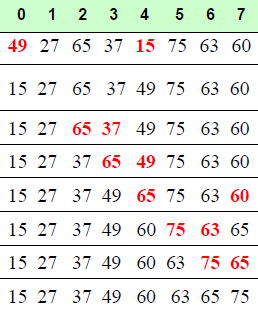 0 1 2 3 4 5 6 7
49 27 65 37 15 75 63 60
15 27 65 37 49 75 63 60
15 27 65 37 49 75 63 60
15 27 37 65 49 75 63 60
15 27 37 49 65 75 63 60
15 27 37 49 60 75 63 65
15 27 37 49 60 63 75 65
15 27 37 49 60 63 65 75